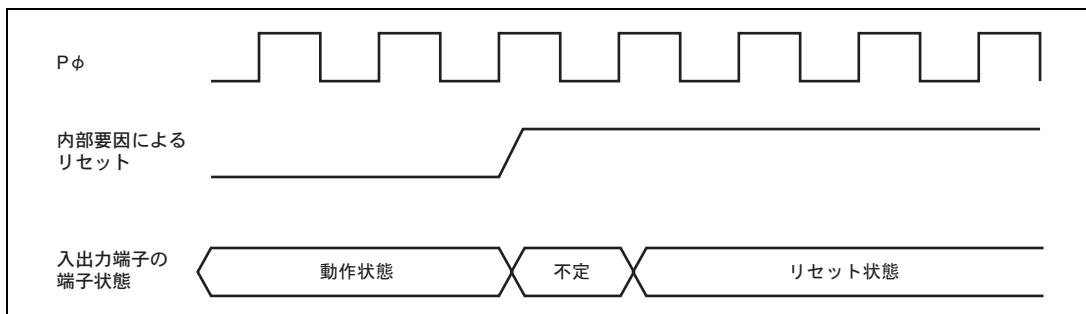 Pφ
内部要因による
リセット
入出力端子の
端子状態
動作状態
不定
リセット状態